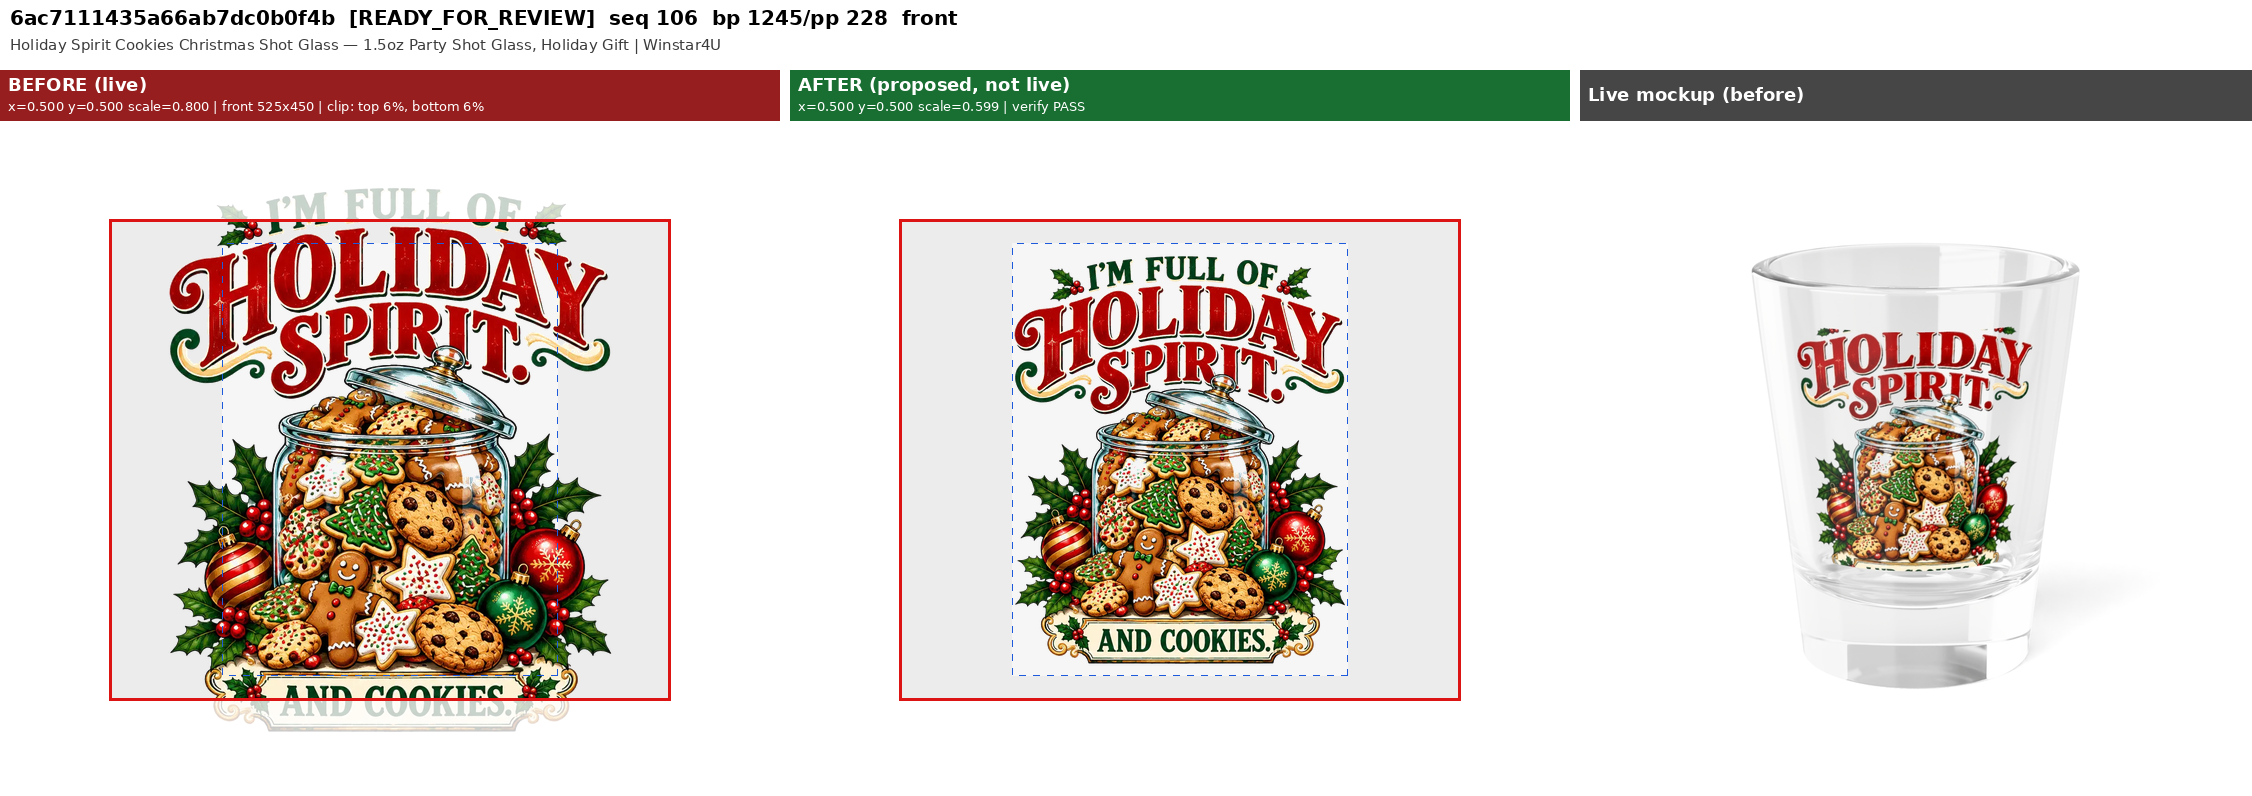 6ac7111435a66ab7dc0b0f4b [READY_FOR_REVIEW] seq 106 bp 1245/pp 228 front
Holiday Spirit Cookies Christmas Shot Glass — 1.5oz Party Shot Glass, Holiday Gift | Winstar4U
BEFORE (live)
x=0.500 y=0.500 scale=0.800 | front 525x450 | clip: top 6%, bottom 6%
AFTER (proposed, not live)
x=0.500 y=0.500 scale=0.599 | verify PASS
Live mockup (before)
I'M FULL OF
HOLIDAY
SPIRIT.
AND COOKIES.
I'M FULL OF
HOLIDAY
SPIRIT.
AND COOKIES.
HOLIDAY
SPIRIT.
AND COOKIES